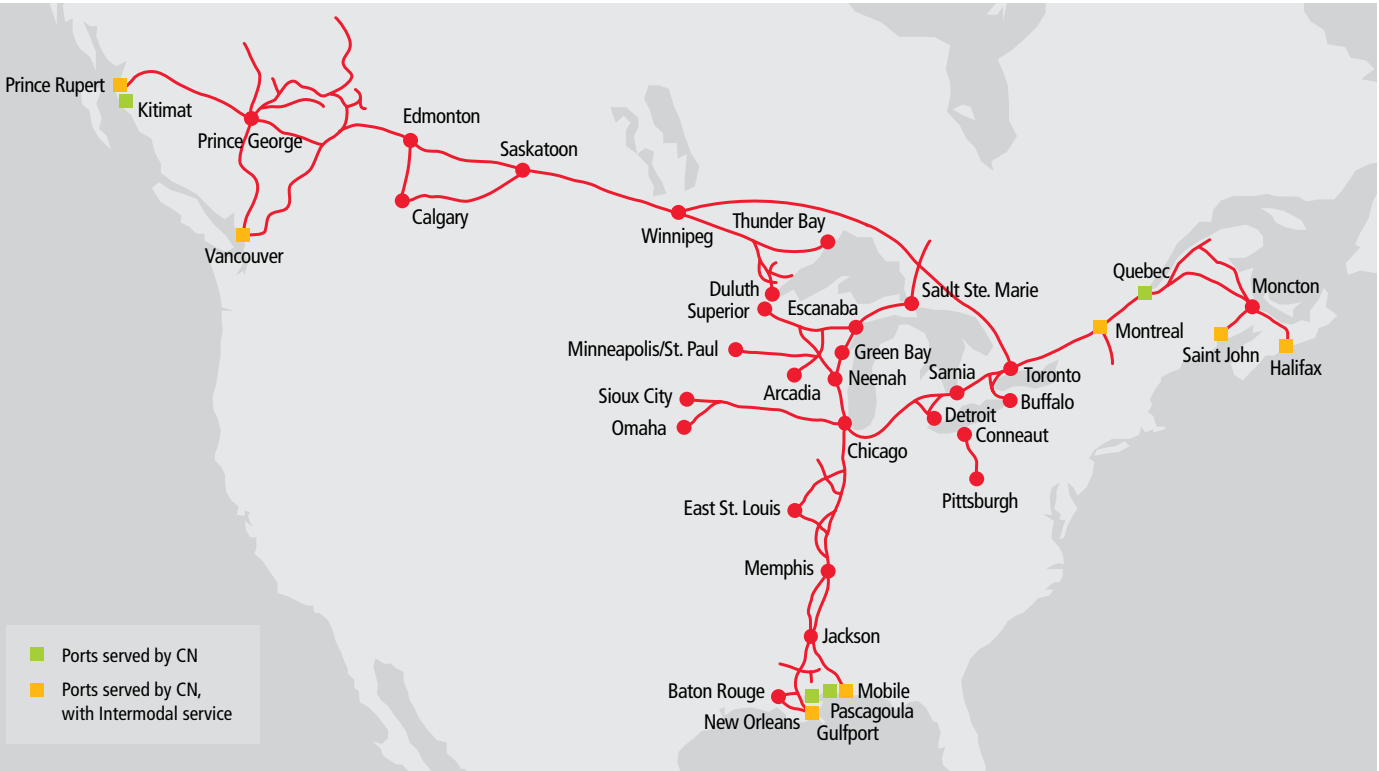 Prince Rupert
Kitimat
Prince George
Edmonton
Saskatoon
Calgary
Vancouver
Winnipeg
Thunder Bay
Duluth
Superior
Escanaba
Sault Ste. Marie
Quebec
Moncton
Montreal
Saint John
Halifax
Minneapolis/St. Paul
Green Bay
Arcadia
Neenah
Sarnia
Toronto
Sioux City
Buffalo
Omaha
Detroit
Conneaut
Chicago
Pittsburgh
East St. Louis
Memphis
Jackson
Baton Rouge
Mobile
New Orleans
Pascagoula
Gulfport
Ports served by CN
Ports served by CN,
with Intermodal service